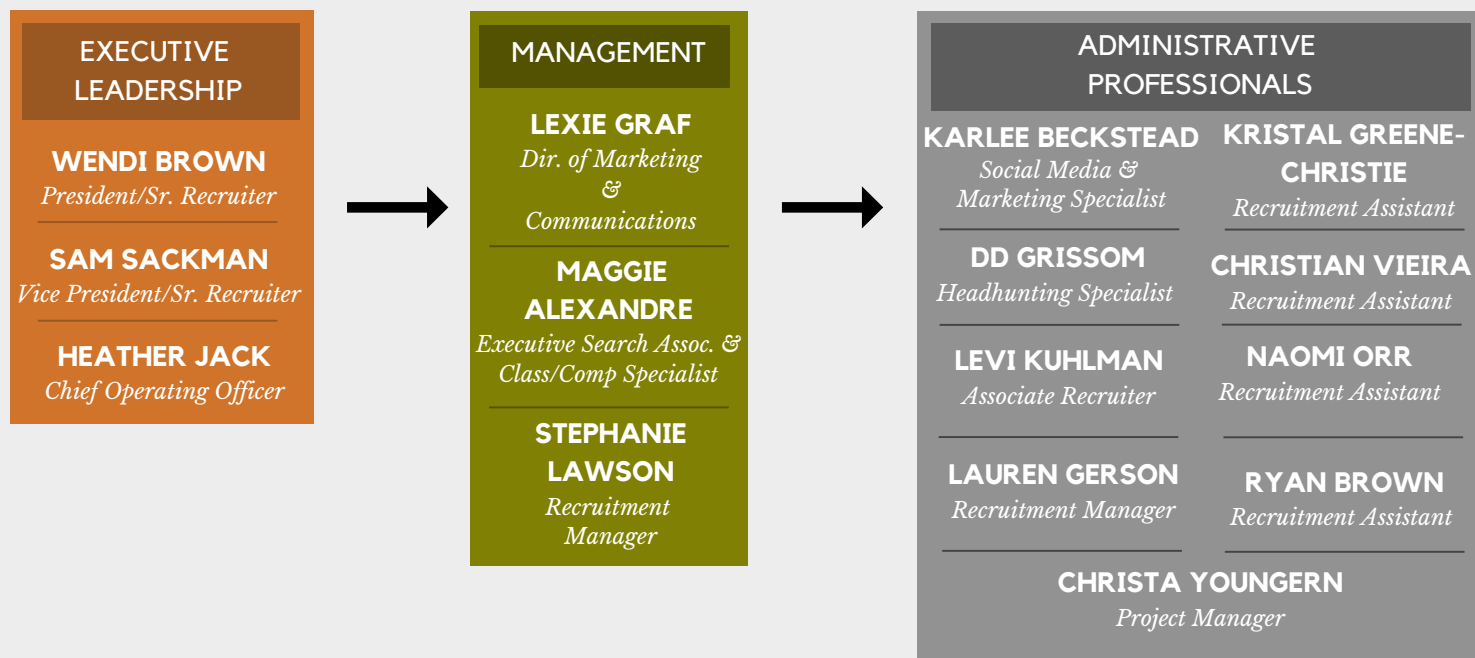 EXECUTIVE
LEADERSHIP
WENDI BROWN
President/Sr. Recruiter
SAM SACKMAN
Vice President/Sr. Recruiter
HEATHER JACK
Chief Operating Officer
MANAGEMENT
LEXIE GRAF
Dir. of Marketing
&
Communications
MAGGIE
ALEXANDRE
Executive Search Assoc. &
Class/Comp Specialist
STEPHANIE
LAWSON
Recruitment
Manager
ADMINISTRATIVE
PROFESSIONALS
KARLEE BECKSTEAD
Social Media &
Marketing Specialist
DD GRISSOM
Headhunting Specialist
LEVI KUHLMAN
Associate Recruiter
LAUREN GERSON
Recruitment Manager
KRISTAL GREENE-
CHRISTIE
Recruitment Assistant
CHRISTIAN VIEIRA
Recruitment Assistant
NAOMI ORR
Recruitment Assistant
RYAN BROWN
Recruitment Assistant
CHRISTA YOUNGERN
Project Manager